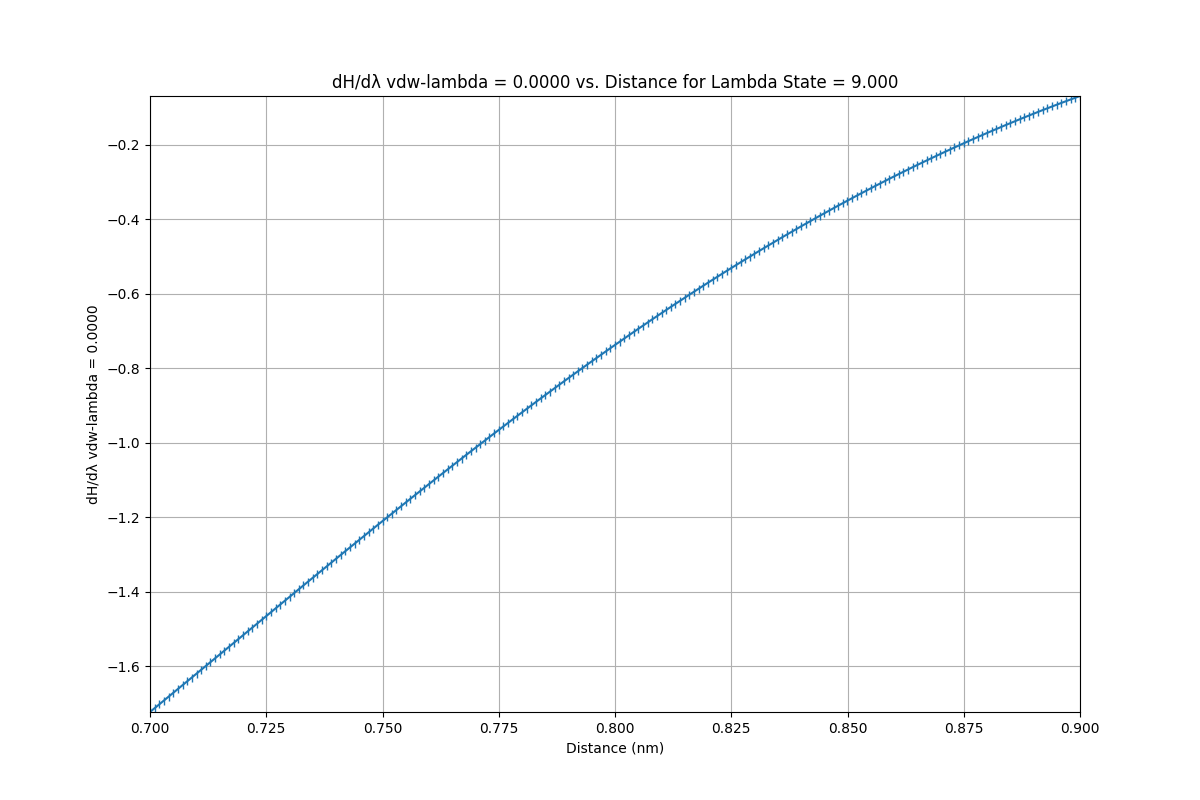 dH/dλ vdw-lambda = 0.0000 vs. Distance for Lambda State = 9.000
dH/dλ vdw-lambda = 0.0000
−0.2
−0.4
−0.6
−0.8
−1.0
−1.2
−1.4
−1.6
0.700 0.725 0.750 0.775 0.800 0.825 0.850 0.875 0.900
Distance (nm)